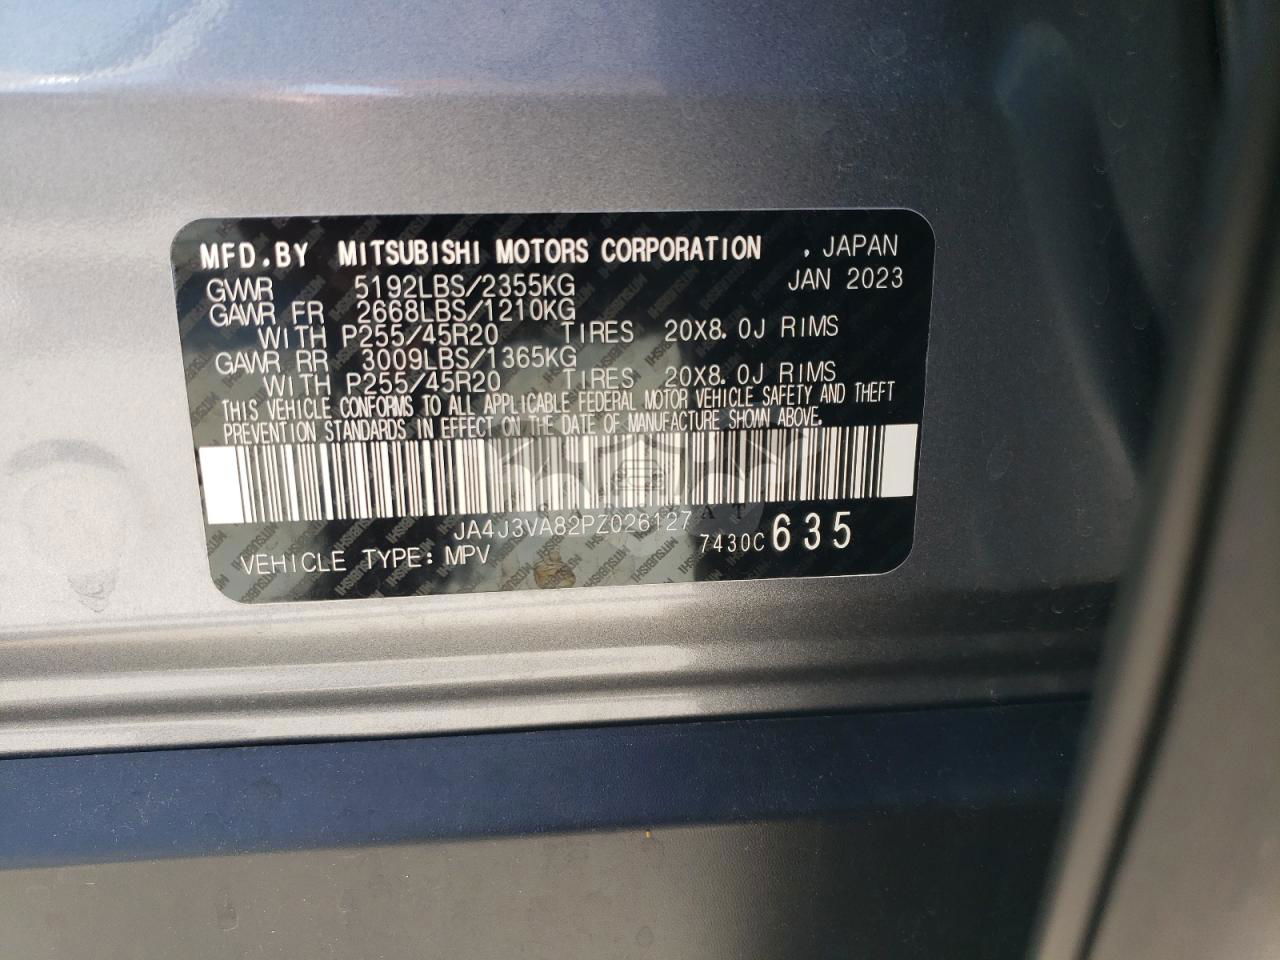 MFD.BY MITSUBISHI MOTORS CORPORATION , JAPAN
GVWR 5192LBS/2355KG JAN 2023
GAWR FR 2668LBS/1210KG
WITH P255/45R20 TIRES 20X8.0J RIMS
GAWR RR 3009LBS/1365KG
WITH P255/45R20 TIRES 20X8.0J RIMS
THIS VEHICLE CONFORMS TO ALL APPLICABLE FEDERAL MOTOR VEHICLE SAFETY AND THEFT
PREVENTION STANDARDS IN EFFECT ON THE DATE OF MANUFACTURE SHOWN ABOVE.
JA4J3VA82PZ026127
VEHICLE TYPE: MPV 7430C 635